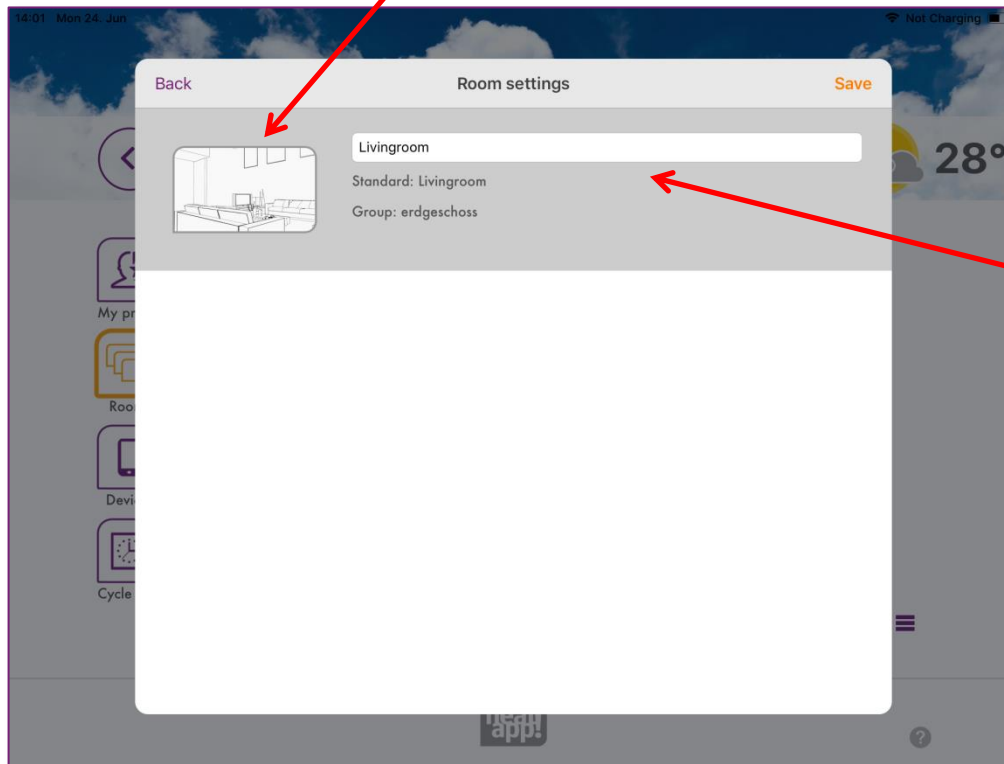 14:01 Mon 24. Jun
Not Charging
Back
Room settings
Save
Livingroom
Standard: Livingroom
Group: erdgeschoss
28°
My pr
Roo
Devi
Cycle
heat
app!
?